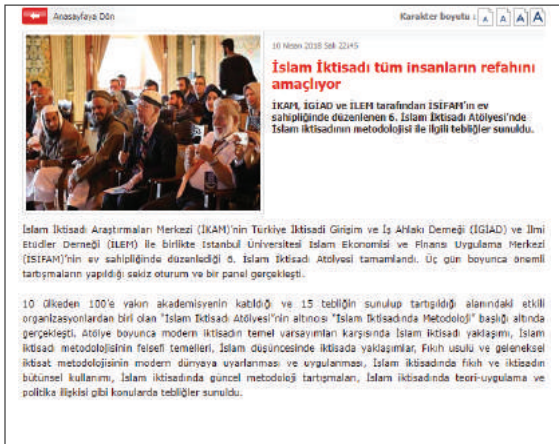 Anasayfaya Dön
Karakter boyutu : A A A A
10 Nisan 2018 Salı 22:45
İslam İktisadı tüm insanların refahını
amaçlıyor
İKAM, İGİAD ve İLEM tarafından İSİFAM'ın ev
sahipliğinde düzenlenen 6. İslam İktisadı Atölyesi'nde
İslam iktisadının metodolojisi ile ilgili tebliğler sunuldu.
İslam İktisadı Araştırmaları Merkezi (İKAM)'nin Türkiye İktisadi Girişim ve İş Ahlakı Derneği (İGİAD) ve İlmi
Etüdler Derneği (İLEM) ile birlikte İstanbul Üniversitesi İslam Ekonomisi ve Finansı Uygulama Merkezi
(İSİFAM)'nin ev sahipliğinde düzenlediği 6. İslam İktisadı Atölyesi tamamlandı. Üç gün boyunca önemli
tartışmaların yapıldığı sekiz oturum ve bir panel gerçekleşti.
10 ülkeden 100'e yakın akademisyenin katıldığı ve 15 tebliğin sunulup tartışıldığı alanındaki etkili
organizasyonlardan biri olan "İslam İktisadı Atölyesi"nin altıncısı "İslam İktisadında Metodoloji" başlığı altında
gerçekleşti. Atölye boyunca modern iktisadın temel varsayımları karşısında İslam iktisadı yaklaşımı, İslam
iktisadı metodolojisinin felsefi temelleri, İslam düşüncesinde iktisada yaklaşımlar, Fıkıh usulü ve geleneksel
iktisat metodolojisinin modern dünyaya uyarlanması ve uygulanması, İslam iktisadında fıkıh ve iktisadın
bütünsel kullanımı, İslam iktisadında güncel metodoloji tartışmaları, İslam iktisadında teori-uygulama ve
politika ilişkisi gibi konularda tebliğler sunuldu.